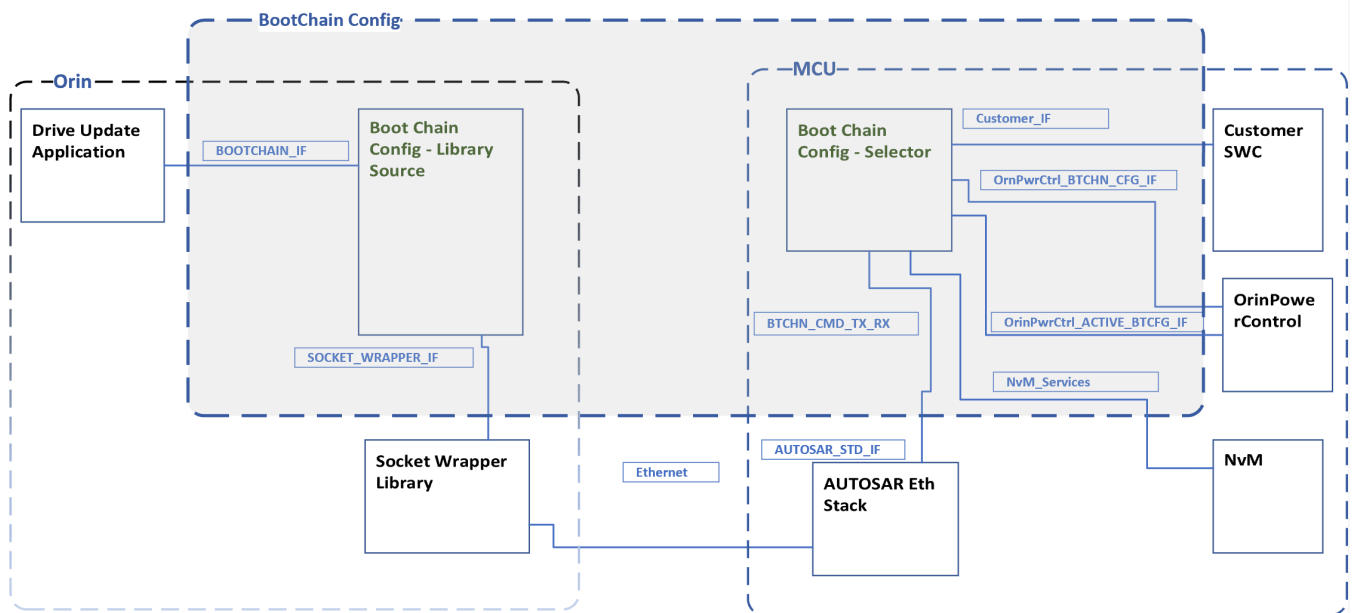 BootChain Config
Orin
MCU
Drive Update
Application
BOOTCHAIN_IF
Boot Chain
Config - Library
Source
Boot Chain
Config - Selector
Customer_IF
Customer
SWC
OrnPwrCtrl_BTCHN_CFG_IF
OrinPowe
rControl
BTCHN_CMD_TX_RX
OrinPwrCtrl_ACTIVE_BTCFG_IF
SOCKET_WRAPPER_IF
NvM_Services
Socket Wrapper
Library
Ethernet
AUTOSAR_STD_IF
AUTOSAR Eth
Stack
NvM